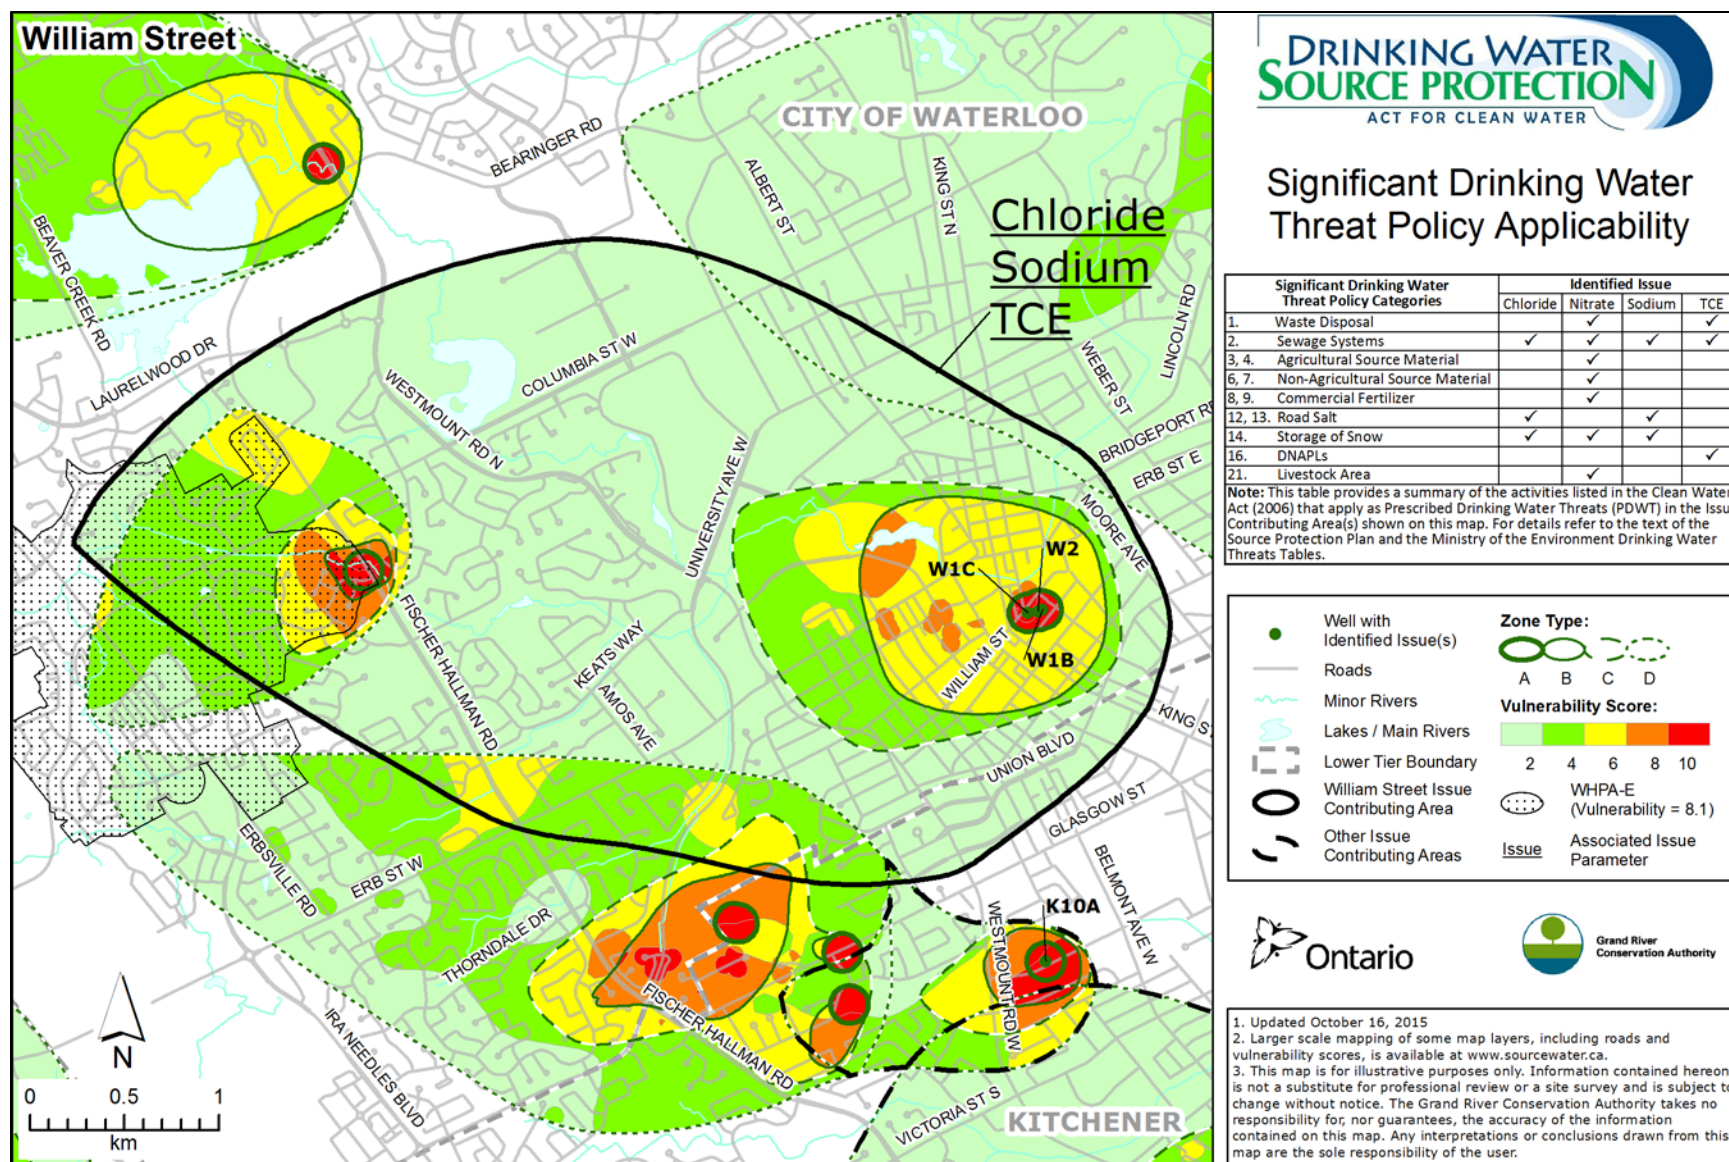 William Street
CITY OF WATERLOO
BEARINGER RD
ALBERT ST
KING ST N
Chloride
Sodium
TCE
BEAVER CREEK RD
LAURELWOOD DR
WESTMOUNT RD N
COLUMBIA ST W
LINCOLN RD
WEBER ST
BRIDGEPORT RD
ERB ST E
UNIVERSITY AVE W
MOORE AVE
W2
W1C
W1B
WILLIAM ST
FISCHER HALLMAN RD
KEATS WAY
AMOS AVE
KING S
UNION BLVD
GLASGOW ST
BELMONT AVE W
ERBSVILLE RD
ERB ST W
THORNDALE DR
K10A
WESTMOUNT RD W
FISCHER HALLMAN RD
IRA NEEDLES BLVD
VICTORIA ST S
KITCHENER
N
0 0.5 1
km
DRINKING WATER
SOURCE PROTECTION
ACT FOR CLEAN WATER
Significant Drinking Water
Threat Policy Applicability
Significant Drinking Water
Threat Policy Categories
Identified Issue
Chloride Nitrate Sodium TCE
1. Waste Disposal ✓ ✓
2. Sewage Systems ✓ ✓ ✓ ✓
3, 4. Agricultural Source Material ✓
6, 7. Non-Agricultural Source Material ✓
8, 9. Commercial Fertilizer ✓
12, 13. Road Salt ✓ ✓
14. Storage of Snow ✓ ✓ ✓
16. DNAPLs ✓
21. Livestock Area ✓
Note: This table provides a summary of the activities listed in the Clean Water
Act (2006) that apply as Prescribed Drinking Water Threats (PDWT) in the Issu
Contributing Area(s) shown on this map. For details refer to the text of the
Source Protection Plan and the Ministry of the Environment Drinking Water
Threats Tables.
Well with
Identified Issue(s)
Roads
Minor Rivers
Lakes / Main Rivers
Lower Tier Boundary
William Street Issue
Contributing Area
Other Issue
Contributing Areas
Zone Type:
A B C D
Vulnerability Score:
2 4 6 8 10
WHPA-E
(Vulnerability = 8.1)
Issue
Associated Issue
Parameter
Ontario
Grand River
Conservation Authority
1. Updated October 16, 2015
2. Larger scale mapping of some map layers, including roads and
vulnerability scores, is available at www.sourcewater.ca.
3. This map is for illustrative purposes only. Information contained hereon
is not a substitute for professional review or a site survey and is subject to
change without notice. The Grand River Conservation Authority takes no
responsibility for, nor guarantees, the accuracy of the information
contained on this map. Any interpretations or conclusions drawn from this
map are the sole responsibility of the user.